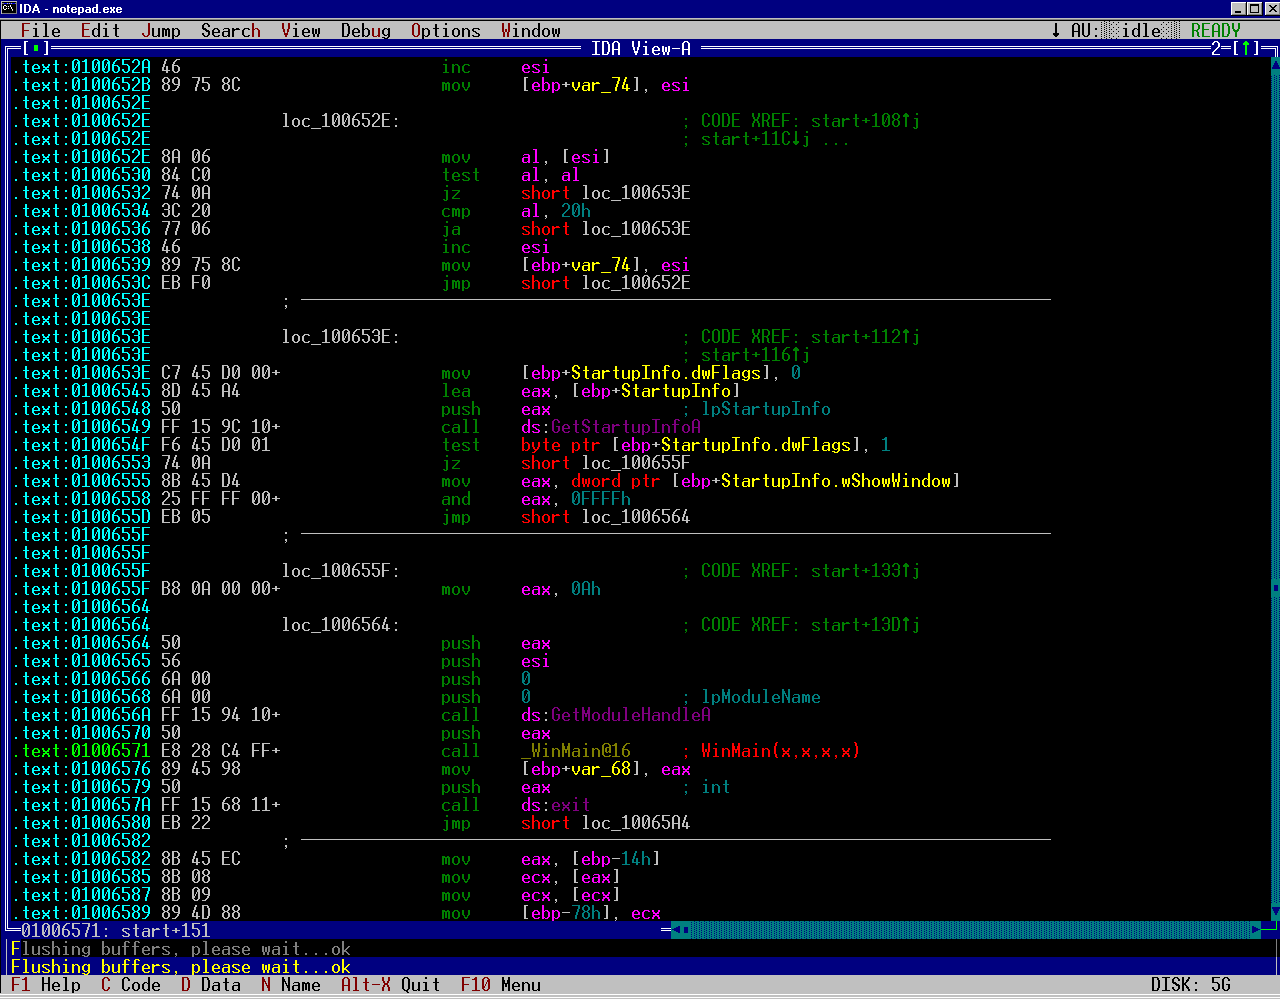 IDA - notepad.exe
File Edit Jump Search View Debug Options Window ↓ AU: idle READY
[▪] IDA View-A 2-[↑]
.text:0100652A 46 inc esi
.text:0100652B 89 75 8C mov [ebp+var_74], esi
.text:0100652E
.text:0100652E loc_100652E: ; CODE XREF: start+108↑j
.text:0100652E ; start+11C↓j ...
.text:0100652E 8A 06 mov al, [esi]
.text:01006530 84 C0 test al, al
.text:01006532 74 0A jz short loc_100653E
.text:01006534 3C 20 cmp al, 20h
.text:01006536 77 06 ja short loc_100653E
.text:01006538 46 inc esi
.text:01006539 89 75 8C mov [ebp+var_74], esi
.text:0100653C EB F0 jmp short loc_100652E
.text:0100653E ;
.text:0100653E
.text:0100653E loc_100653E: ; CODE XREF: start+112↑j
.text:0100653E ; start+116↑j
.text:0100653E C7 45 D0 00+ mov [ebp+StartupInfo.dwFlags], 0
.text:01006545 8D 45 A4 lea eax, [ebp+StartupInfo]
.text:01006548 50 push eax ; lpStartupInfo
.text:01006549 FF 15 9C 10+ call ds:GetStartupInfoA
.text:0100654F F6 45 D0 01 test byte ptr [ebp+StartupInfo.dwFlags], 1
.text:01006553 74 0A jz short loc_100655F
.text:01006555 8B 45 D4 mov eax, dword ptr [ebp+StartupInfo.wShowWindow]
.text:01006558 25 FF FF 00+ and eax, 0FFFFh
.text:0100655D EB 05 jmp short loc_1006564
.text:0100655F ;
.text:0100655F
.text:0100655F loc_100655F: ; CODE XREF: start+133↑j
.text:0100655F B8 0A 00 00+ mov eax, 0Ah
.text:01006564
.text:01006564 loc_1006564: ; CODE XREF: start+13D↑j
.text:01006564 50 push eax
.text:01006565 56 push esi
.text:01006566 6A 00 push 0
.text:01006568 6A 00 push 0 ; lpModuleName
.text:0100656A FF 15 94 10+ call ds:GetModuleHandleA
.text:01006570 50 push eax
.text:01006571 E8 28 C4 FF+ call _WinMain@16 ; WinMain(x,x,x,x)
.text:01006576 89 45 98 mov [ebp+var_68], eax
.text:01006579 50 push eax ; int
.text:0100657A FF 15 68 11+ call ds:exit
.text:01006580 EB 22 jmp short loc_10065A4
.text:01006582 ;
.text:01006582 8B 45 EC mov eax, [ebp-14h]
.text:01006585 8B 08 mov ecx, [eax]
.text:01006587 8B 09 mov ecx, [ecx]
.text:01006589 89 4D 88 mov [ebp-78h], ecx
01006571: start+151
Flushing buffers, please wait...ok
Flushing buffers, please wait...ok
F1 Help C Code D Data N Name Alt-X Quit F10 Menu DISK: 5G